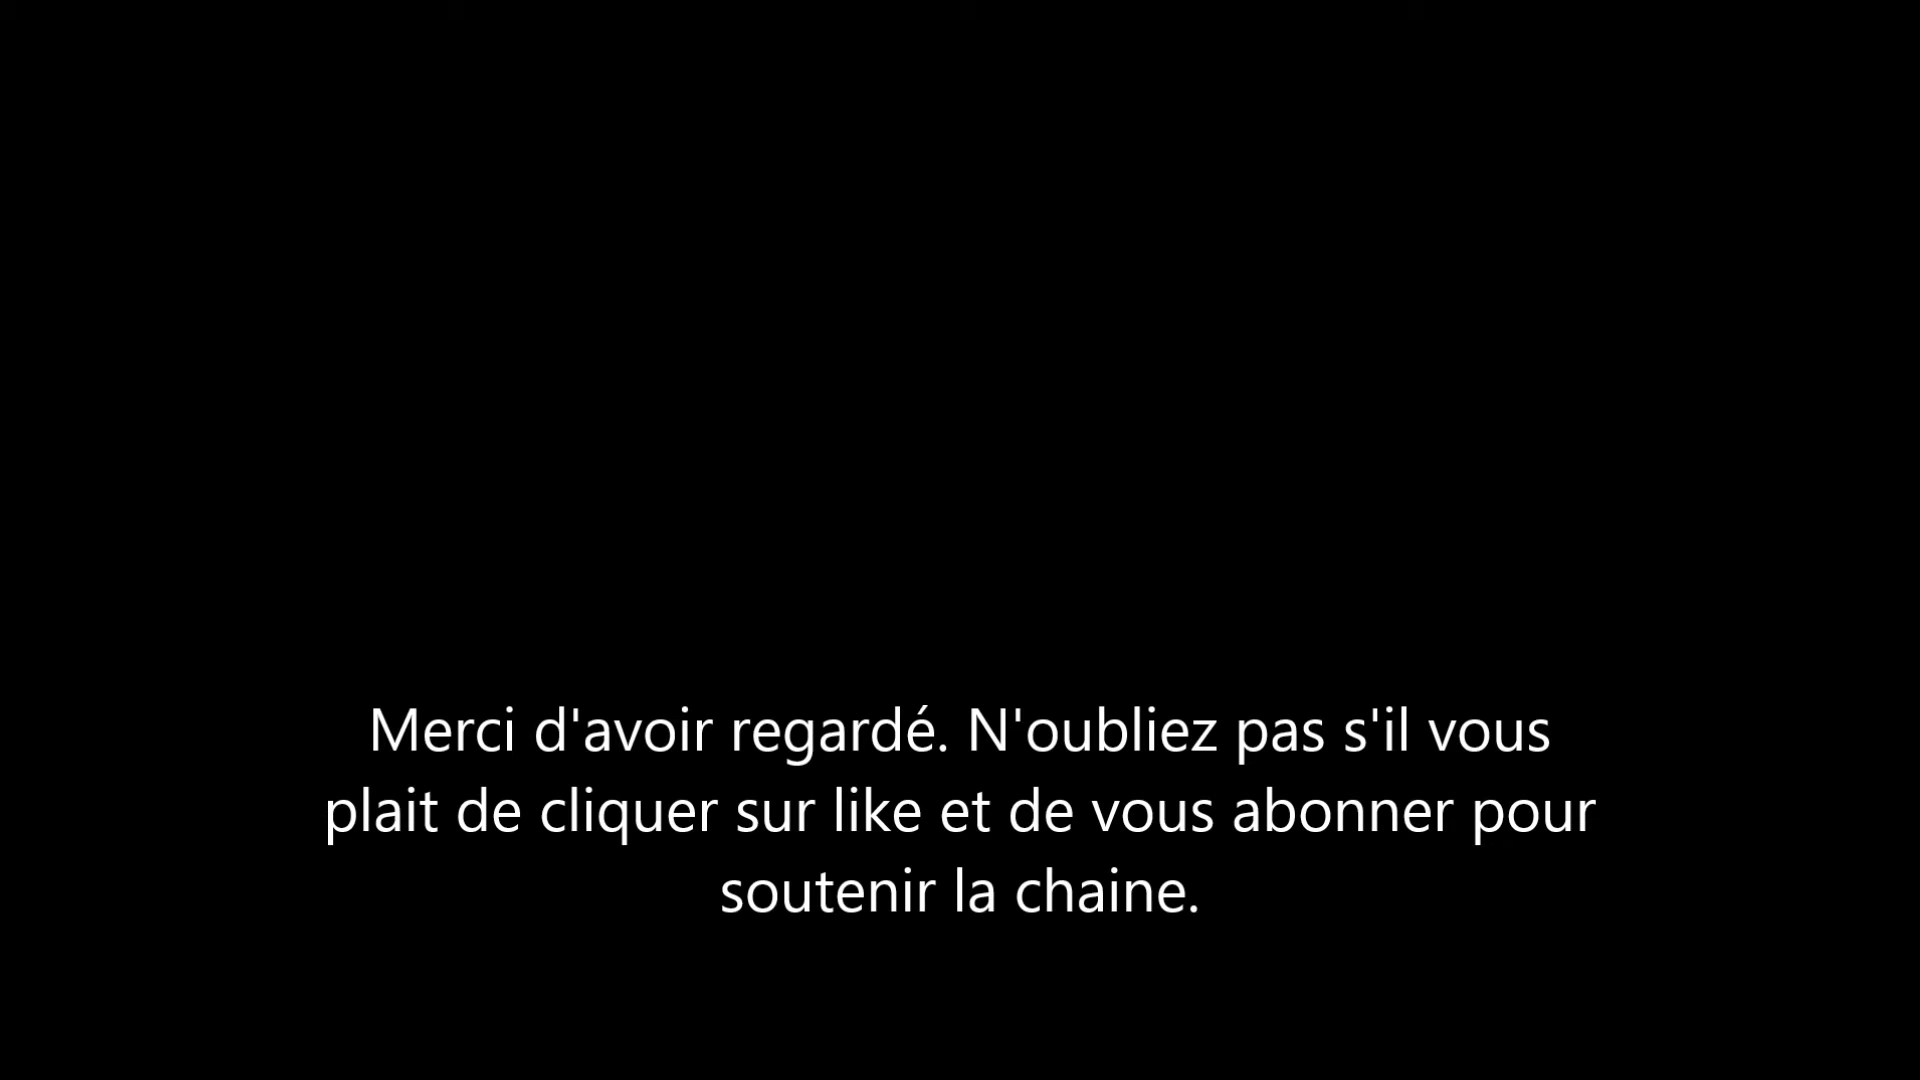 Merci d'avoir regardé. N'oubliez pas s'il vous
plait de cliquer sur like et de vous abonner pour
soutenir la chaine.